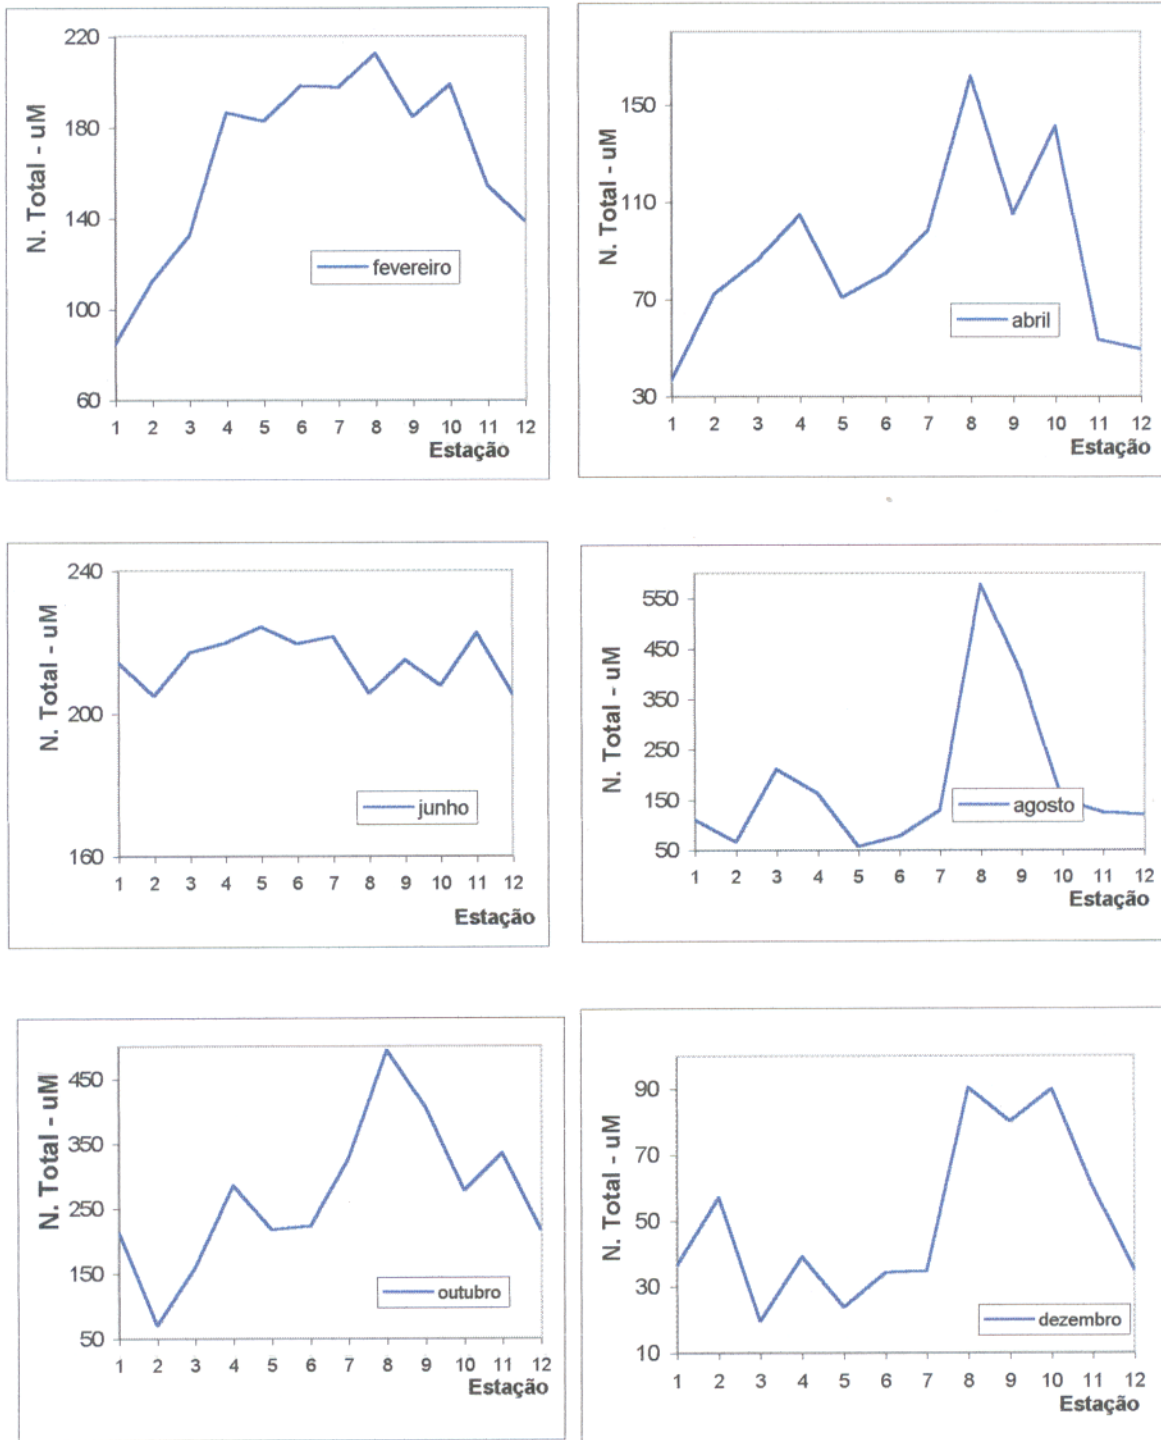 220
180
140
100
60
N. Total - uM
fevereiro
1 2 3 4 5 6 7 8 9 10 11 12
Estação
150
110
70
30
N. Total - uM
abril
1 2 3 4 5 6 7 8 9 10 11 12
Estação
240
200
160
N. Total - uM
junho
1 2 3 4 5 6 7 8 9 10 11 12
Estação
550
450
350
250
150
50
N. Total - uM
agosto
1 2 3 4 5 6 7 8 9 10 11 12
Estação
450
350
250
150
50
N. Total - uM
outubro
1 2 3 4 5 6 7 8 9 10 11 12
Estação
90
70
50
30
10
N. Total - uM
dezembro
1 2 3 4 5 6 7 8 9 10 11 12
Estação